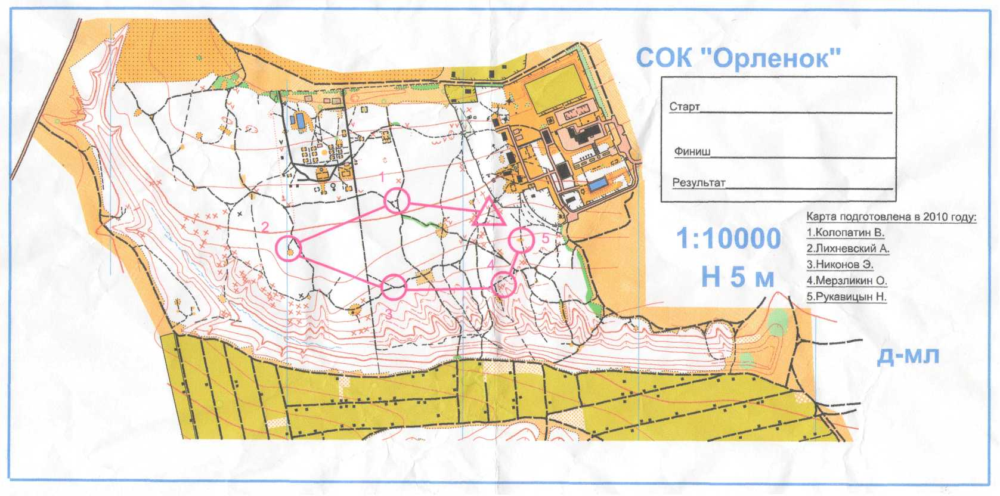 СОК "Орленок"
Старт
Финиш
Результат
Карта подготовлена в 2010 году:
1.Колопатин В.
2.Лихневский А.
3.Никонов Э.
4.Мерзликин О.
5.Рукавицын Н.
1:10000
H 5 м
д-мл
1
2
3
4
5